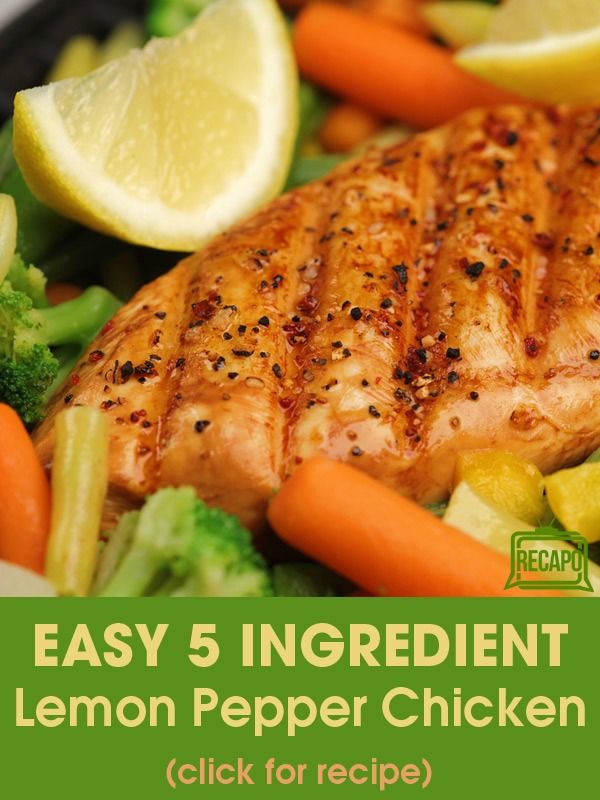 RECAPO
EASY 5 INGREDIENT
Lemon Pepper Chicken
(click for recipe)